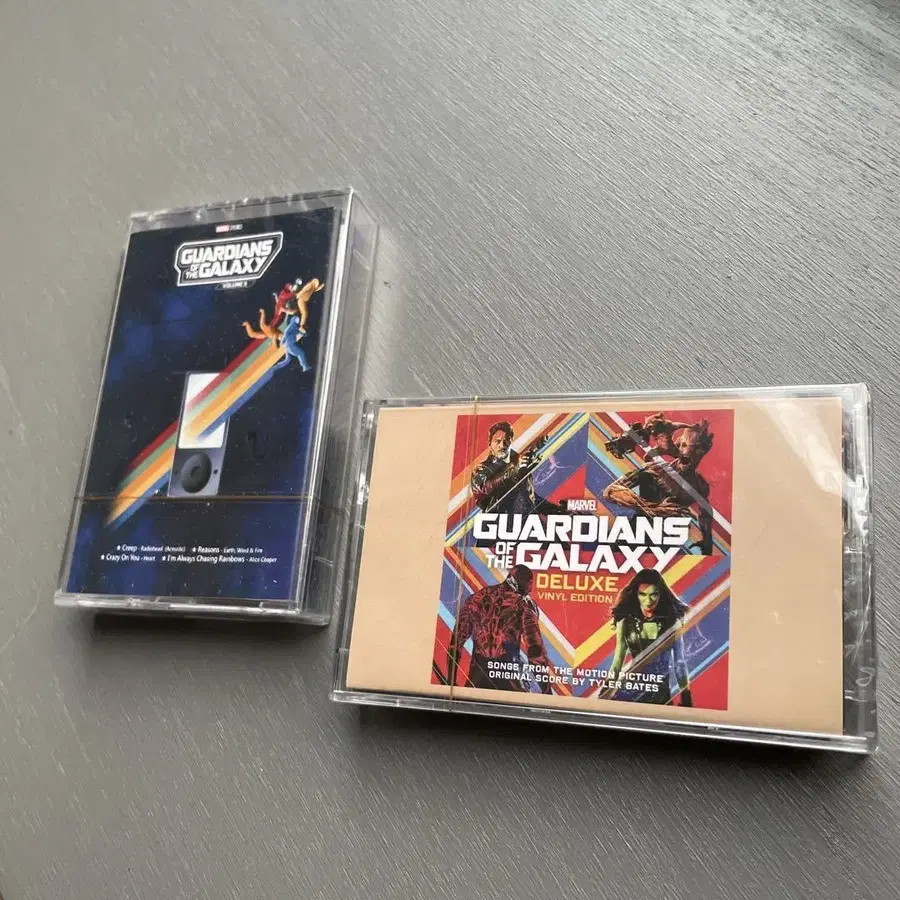 GUARDIANS
OF THE GALAXY
VOLUME 3
★ Creep - Radiohead (Acoustic) ★ Reasons - Earth, Wind & Fire
★ Crazy On You - Heart ★ I'm Always Chasing Rainbows - Alice Cooper
MARVEL
GUARDIANS
OF THE GALAXY
DELUXE
VINYL EDITION
SONGS FROM THE MOTION PICTURE
ORIGINAL SCORE BY TYLER BATES